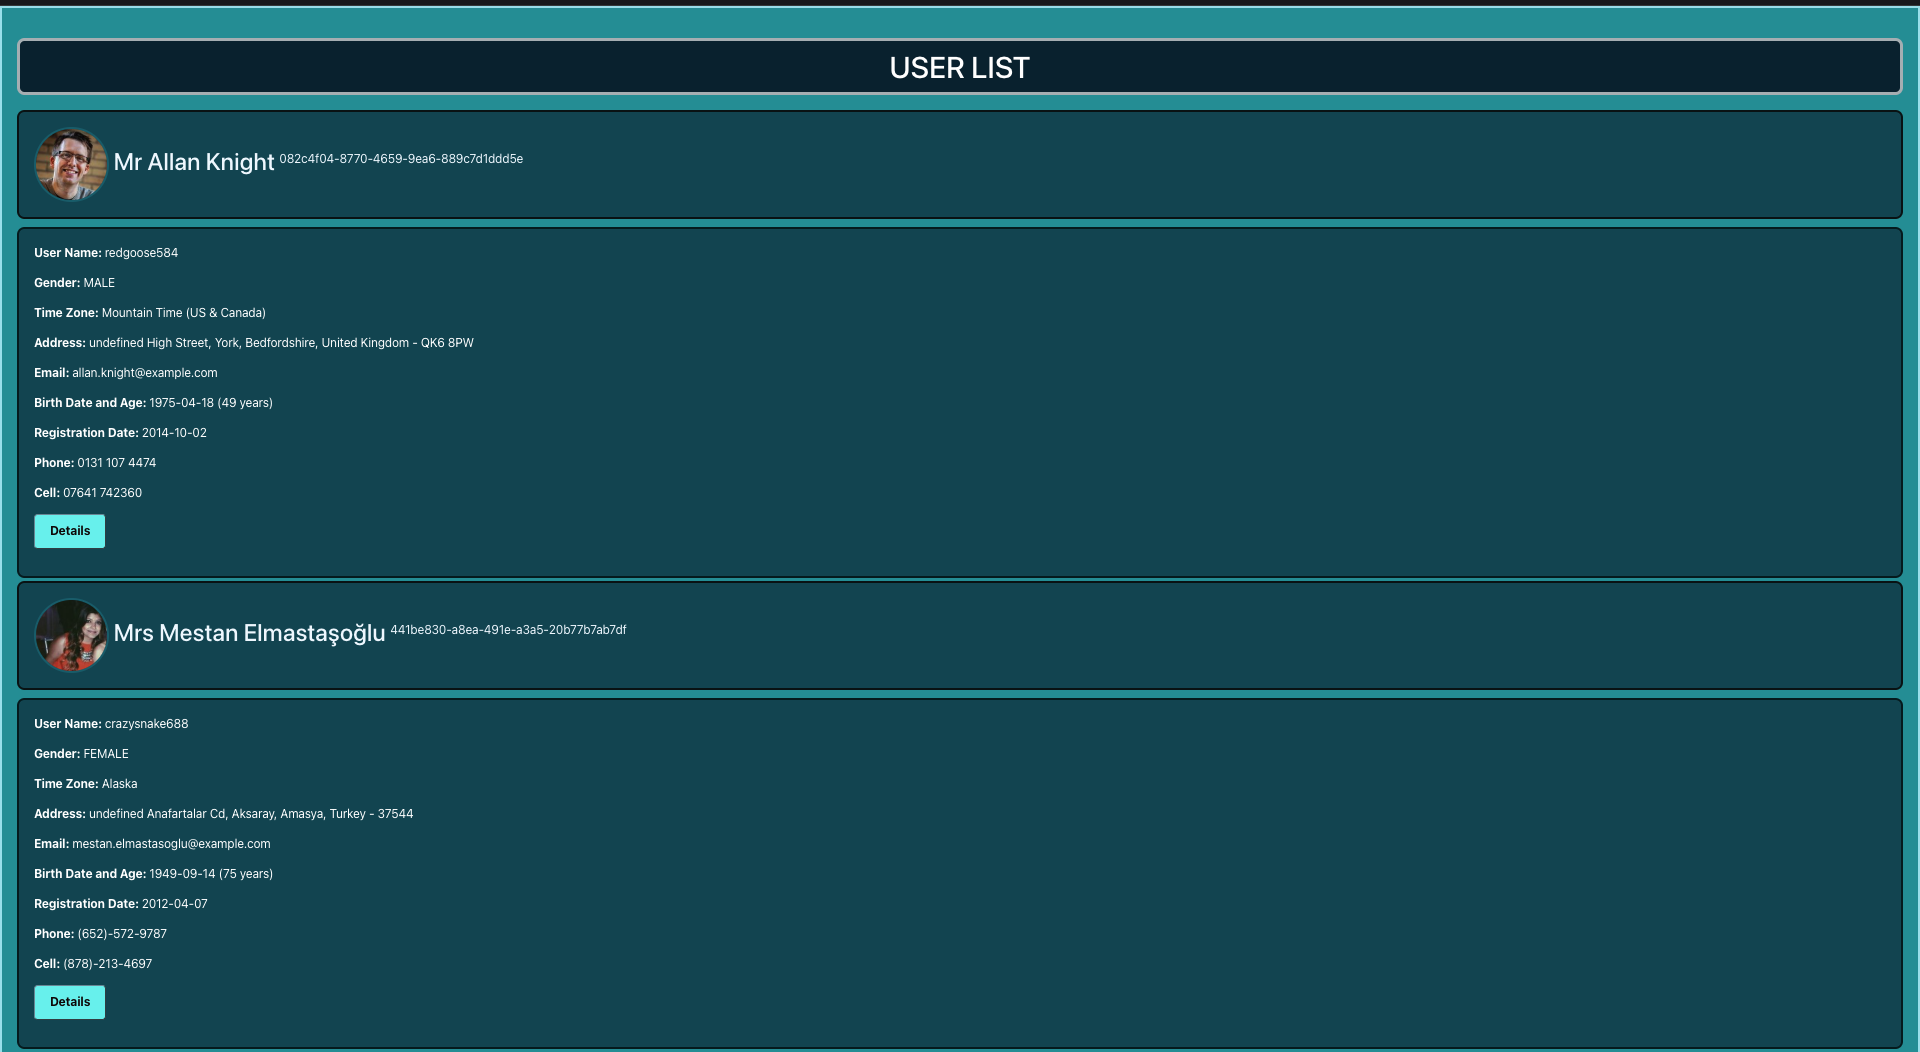 USER LIST
Mr Allan Knight 082c4f04-8770-4659-9ea6-889c7d1ddd5e
User Name: redgoose584
Gender: MALE
Time Zone: Mountain Time (US & Canada)
Address: undefined High Street, York, Bedfordshire, United Kingdom - QK6 8PW
Email: allan.knight@example.com
Birth Date and Age: 1975-04-18 (49 years)
Registration Date: 2014-10-02
Phone: 0131 107 4474
Cell: 07641 742360
Details
Mrs Mestan Elmastaşoğlu 441be830-a8ea-491e-a3a5-20b77b7ab7df
User Name: crazysnake688
Gender: FEMALE
Time Zone: Alaska
Address: undefined Anafartalar Cd, Aksaray, Amasya, Turkey - 37544
Email: mestan.elmastasoglu@example.com
Birth Date and Age: 1949-09-14 (75 years)
Registration Date: 2012-04-07
Phone: (652)-572-9787
Cell: (878)-213-4697
Details